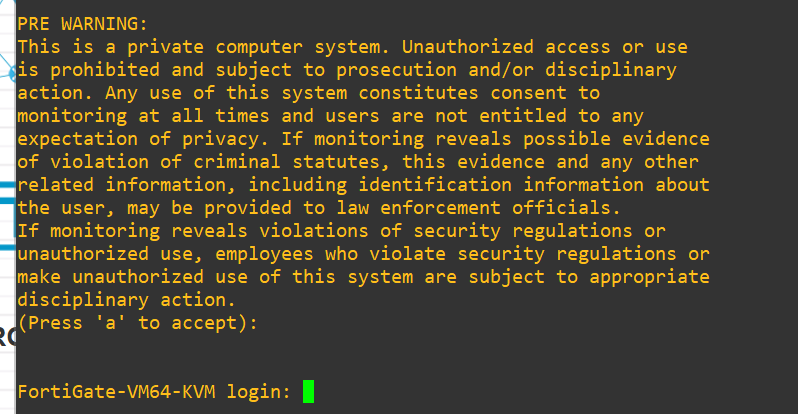 PRE WARNING:
This is a private computer system. Unauthorized access or use
is prohibited and subject to prosecution and/or disciplinary
action. Any use of this system constitutes consent to
monitoring at all times and users are not entitled to any
expectation of privacy. If monitoring reveals possible evidence
of violation of criminal statutes, this evidence and any other
related information, including identification information about
the user, may be provided to law enforcement officials.
If monitoring reveals violations of security regulations or
unauthorized use, employees who violate security regulations or
make unauthorized use of this system are subject to appropriate
disciplinary action.
(Press 'a' to accept):
FortiGate-VM64-KVM login: